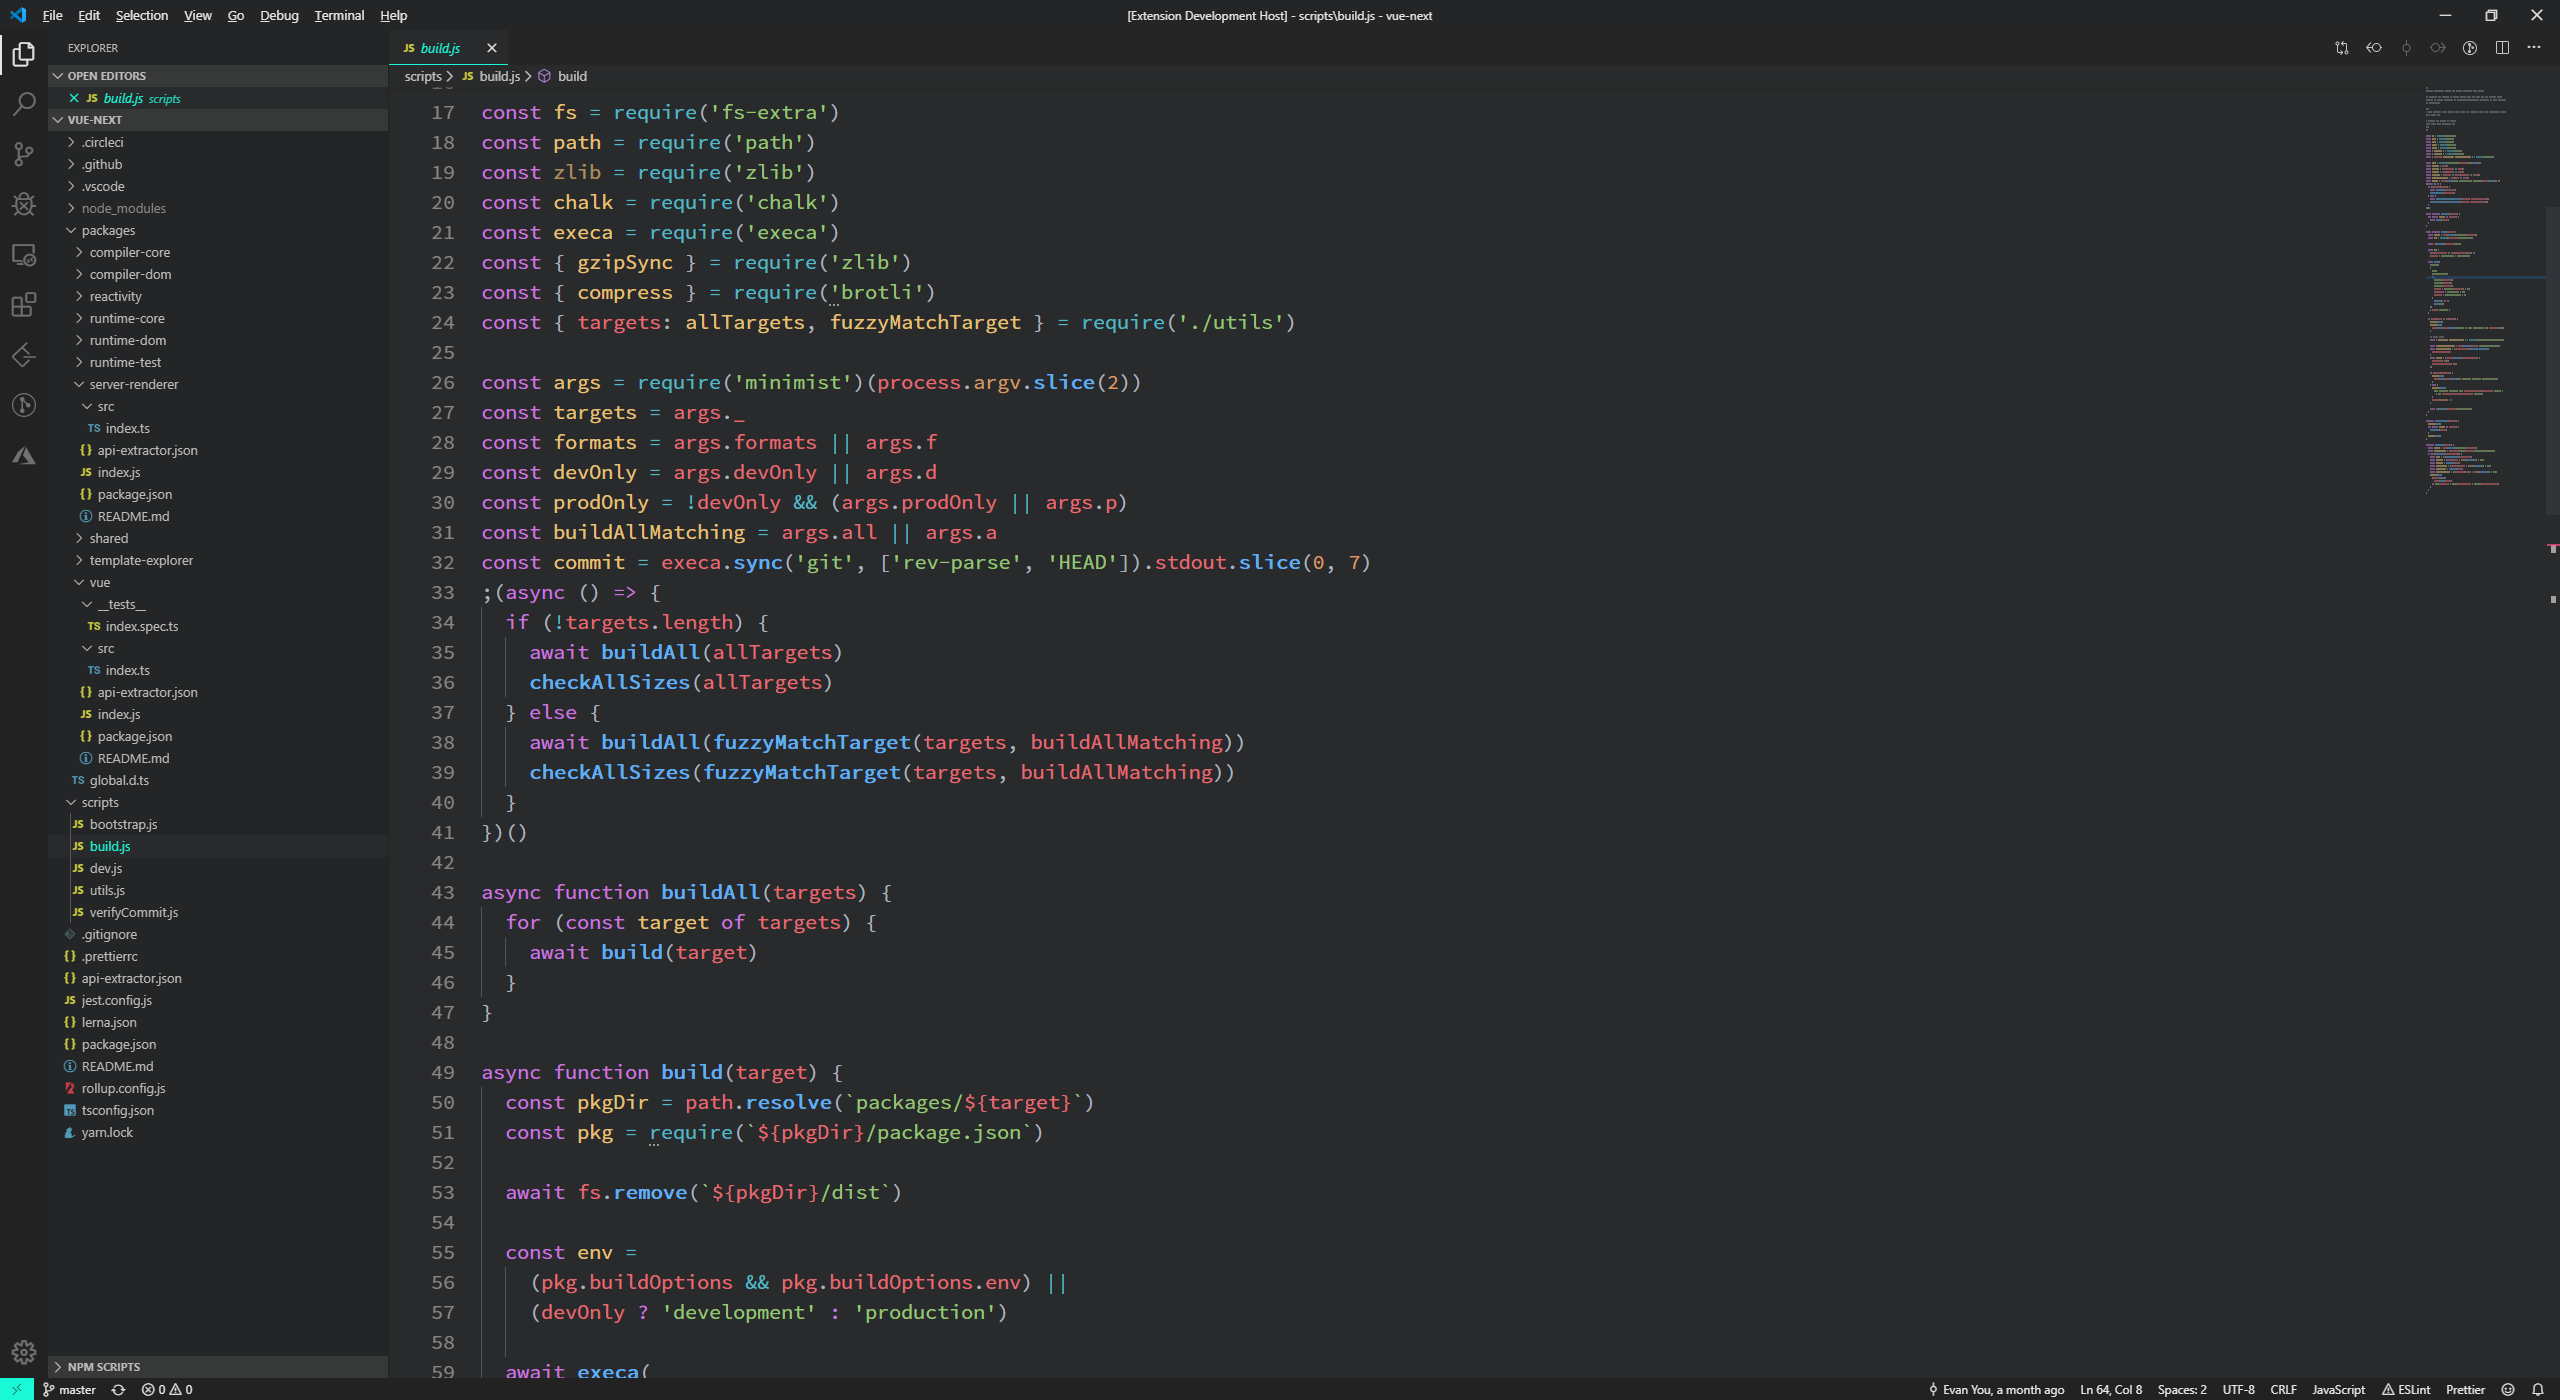 File Edit Selection View Go Debug Terminal Help
[Extension Development Host] - scripts\build.js - vue-next
EXPLORER
OPEN EDITORS
JS build.js scripts
VUE-NEXT
.circleci
.github
.vscode
node_modules
packages
compiler-core
compiler-dom
reactivity
runtime-core
runtime-dom
runtime-test
server-renderer
src
TS index.ts
{} api-extractor.json
JS index.js
{} package.json
README.md
shared
template-explorer
vue
__tests__
TS index.spec.ts
src
TS index.ts
{} api-extractor.json
JS index.js
{} package.json
README.md
TS global.d.ts
scripts
JS bootstrap.js
JS build.js
JS dev.js
JS utils.js
JS verifyCommit.js
.gitignore
{} .prettierrc
{} api-extractor.json
JS jest.config.js
{} lerna.json
{} package.json
README.md
rollup.config.js
TS tsconfig.json
yarn.lock
NPM SCRIPTS
JS build.js
scripts > JS build.js > build
17 const fs = require('fs-extra')
18 const path = require('path')
19 const zlib = require('zlib')
20 const chalk = require('chalk')
21 const execa = require('execa')
22 const { gzipSync } = require('zlib')
23 const { compress } = require('brotli')
24 const { targets: allTargets, fuzzyMatchTarget } = require('./utils')
25
26 const args = require('minimist')(process.argv.slice(2))
27 const targets = args._
28 const formats = args.formats || args.f
29 const devOnly = args.devOnly || args.d
30 const prodOnly = !devOnly && (args.prodOnly || args.p)
31 const buildAllMatching = args.all || args.a
32 const commit = execa.sync('git', ['rev-parse', 'HEAD']).stdout.slice(0, 7)
33 ;(async () => {
34   if (!targets.length) {
35     await buildAll(allTargets)
36     checkAllSizes(allTargets)
37   } else {
38     await buildAll(fuzzyMatchTarget(targets, buildAllMatching))
39     checkAllSizes(fuzzyMatchTarget(targets, buildAllMatching))
40   }
41 })()
42
43 async function buildAll(targets) {
44   for (const target of targets) {
45     await build(target)
46   }
47 }
48
49 async function build(target) {
50   const pkgDir = path.resolve(`packages/${target}`)
51   const pkg = require(`${pkgDir}/package.json`)
52
53   await fs.remove(`${pkgDir}/dist`)
54
55   const env =
56     (pkg.buildOptions && pkg.buildOptions.env) ||
57     (devOnly ? 'development' : 'production')
58
59   await execa(
master 0 0
Evan You, a month ago Ln 64, Col 8 Spaces: 2 UTF-8 CRLF JavaScript ESLint Prettier